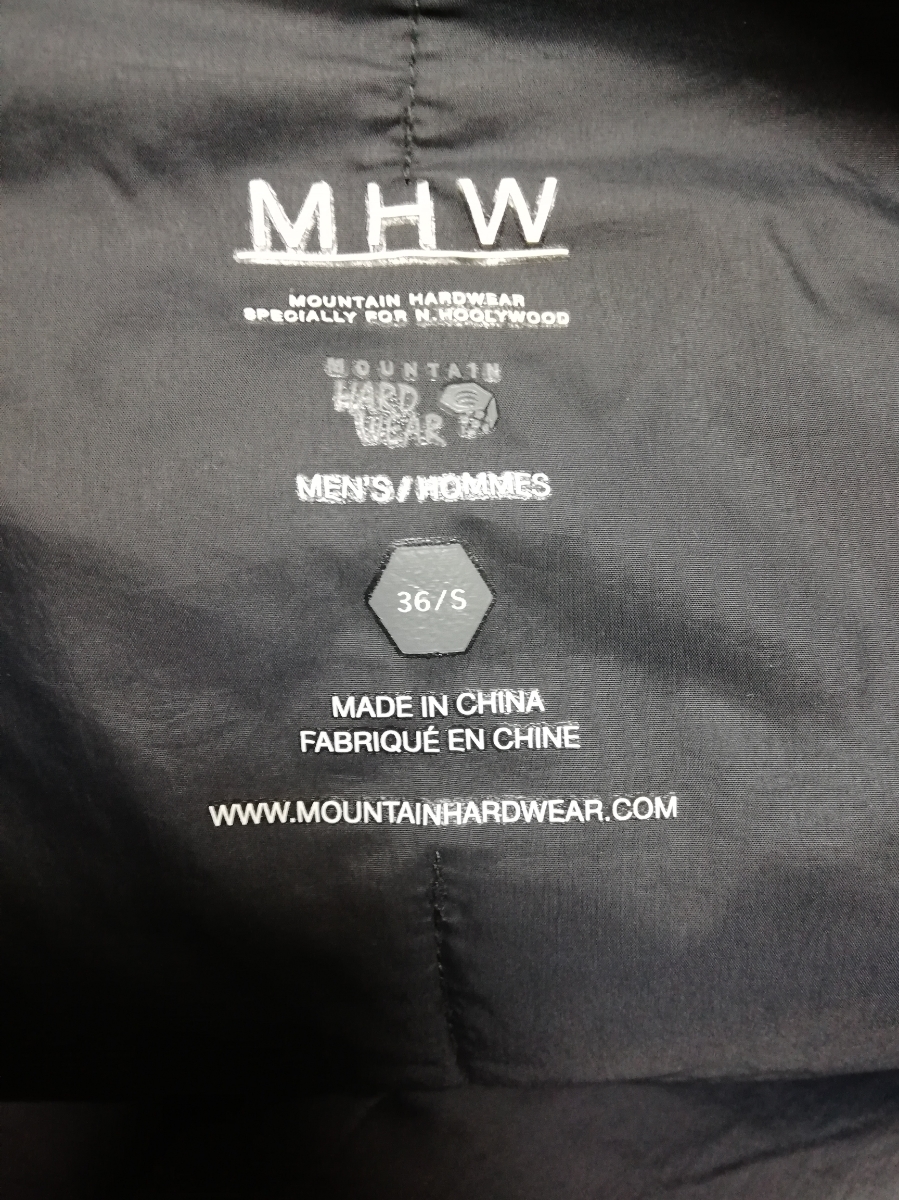 MHW
MOUNTAIN HARDWEAR
SPECIALLY FOR N.HOOLYWOOD
MOUNTAIN
HARD
WEAR
MEN'S / HOMMES
36/S
MADE IN CHINA
FABRIQUÉ EN CHINE
WWW.MOUNTAINHARDWEAR.COM